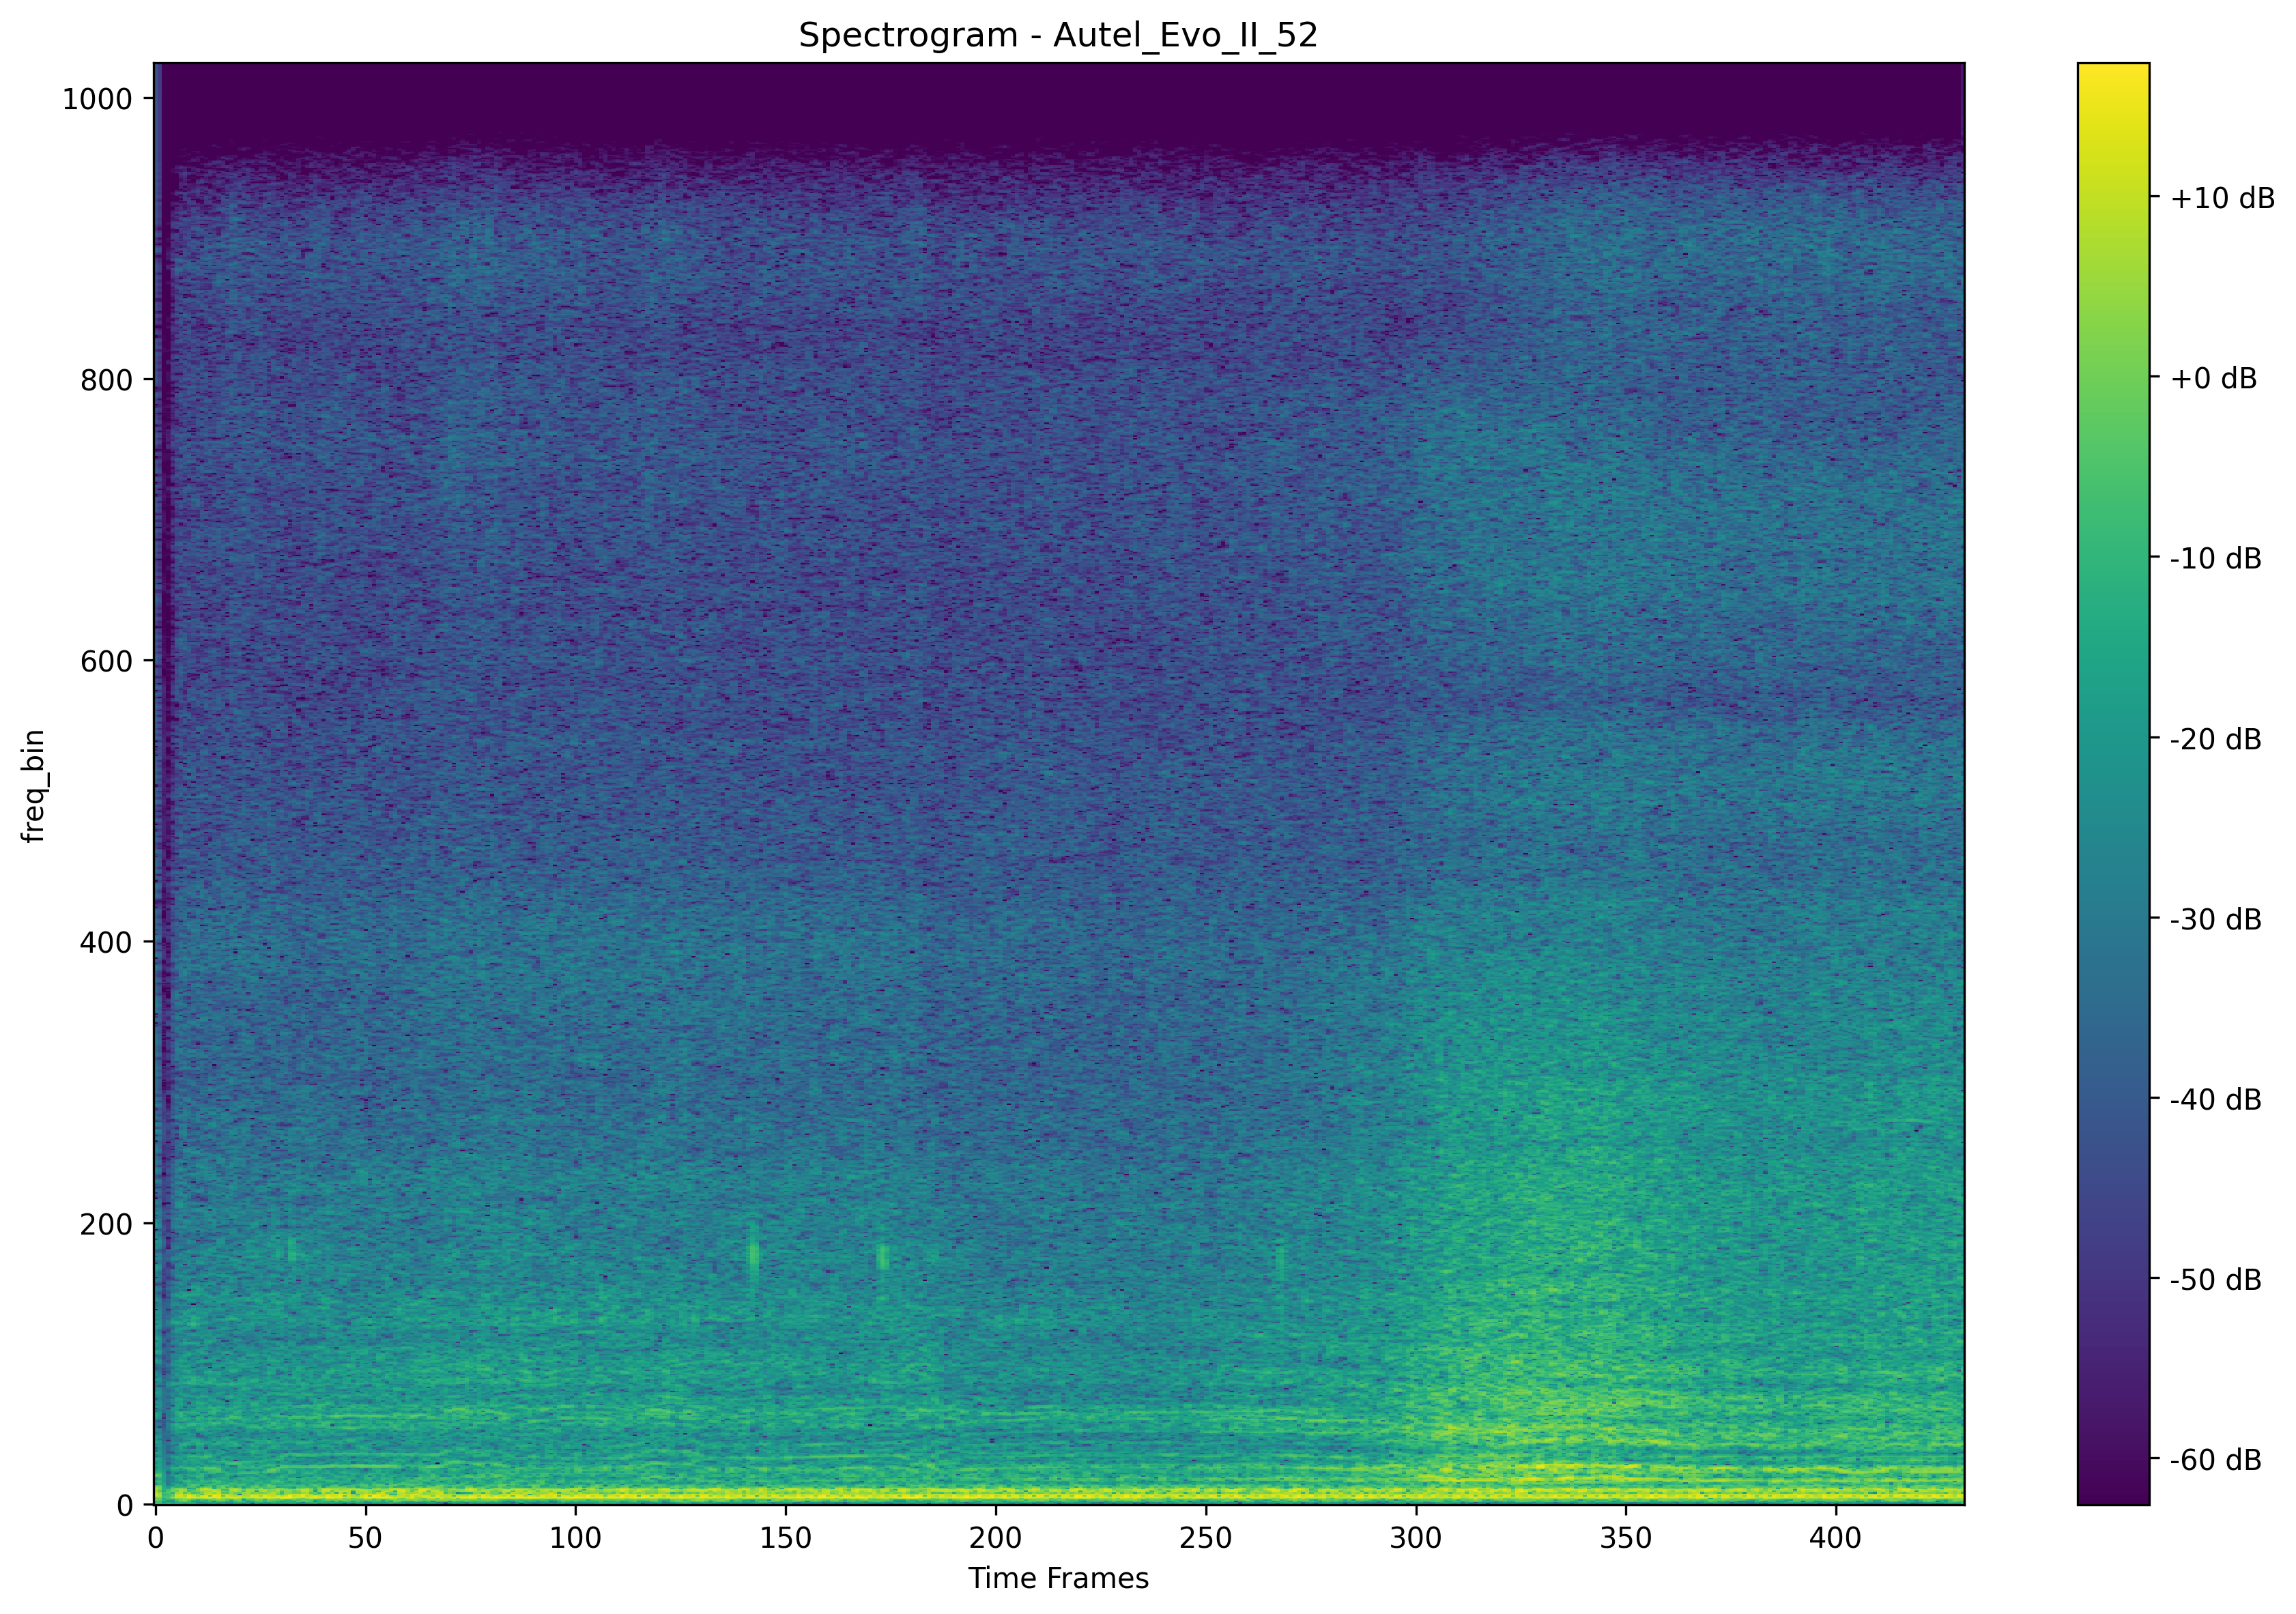 Spectrogram - Autel_Evo_II_52
freq_bin
1000
800
600
400
200
0
0 50 100 150 200 250 300 350 400
Time Frames
+10 dB
+0 dB
-10 dB
-20 dB
-30 dB
-40 dB
-50 dB
-60 dB